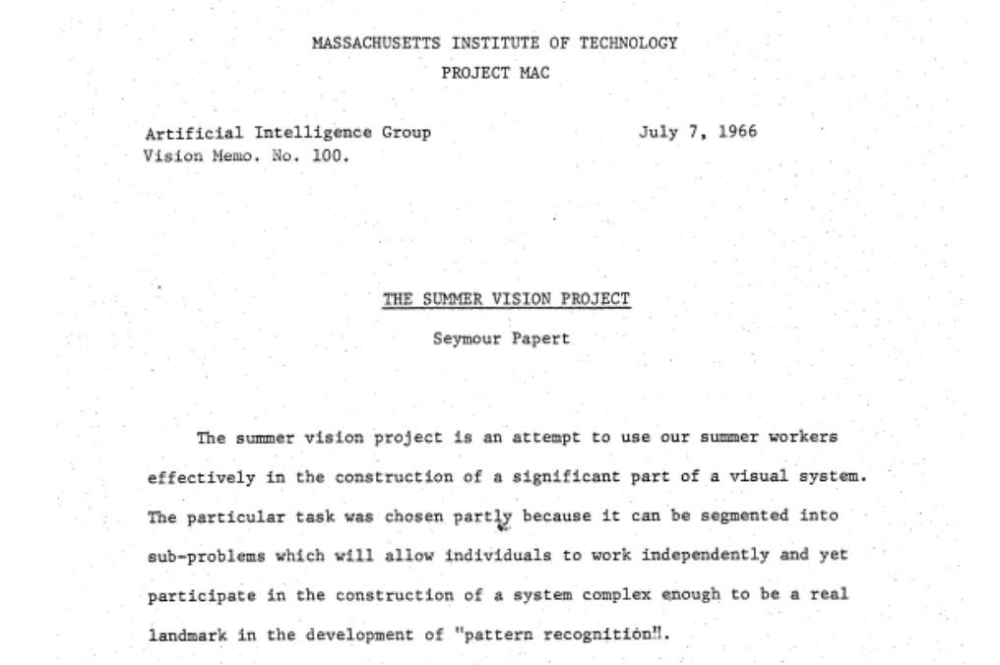 MASSACHUSETTS INSTITUTE OF TECHNOLOGY
PROJECT MAC
Artificial Intelligence Group July 7, 1966
Vision Memo. No. 100.
THE SUMMER VISION PROJECT
Seymour Papert
The summer vision project is an attempt to use our summer workers
effectively in the construction of a significant part of a visual system.
The particular task was chosen partly because it can be segmented into
sub-problems which will allow individuals to work independently and yet
participate in the construction of a system complex enough to be a real
landmark in the development of "pattern recognition".